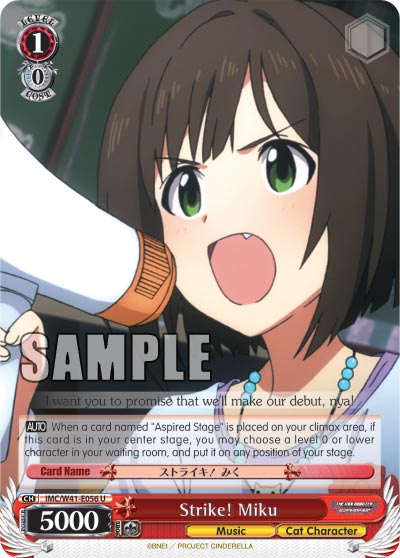 LEVEL
1
0
COST
SAMPLE
I want you to promise that we'll make our debut, nya!
AUTO When a card named "Aspired Stage" is placed on your climax area, if
this card is in your center stage, you may choose a level 0 or lower
character in your waiting room, and put it on any position of your stage.
Card Name ストライキ! みく
CH IMC/W41-E056 U
5000
Strike! Miku
Music Cat Character
©BNEI / PROJECT CINDERELLA